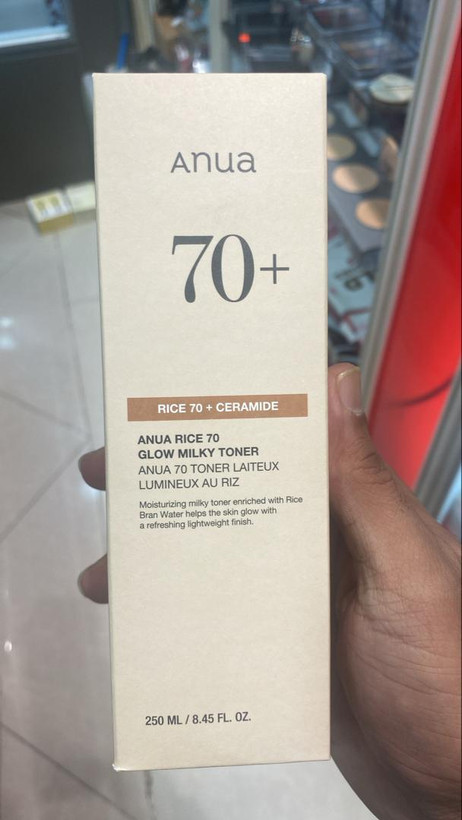 Anua
70+
RICE 70 + CERAMIDE
ANUA RICE 70
GLOW MILKY TONER
ANUA 70 TONER LAITEUX
LUMINEUX AU RIZ
Moisturizing milky toner enriched with Rice
Bran Water helps the skin glow with
a refreshing lightweight finish.
250 ML / 8.45 FL. OZ.